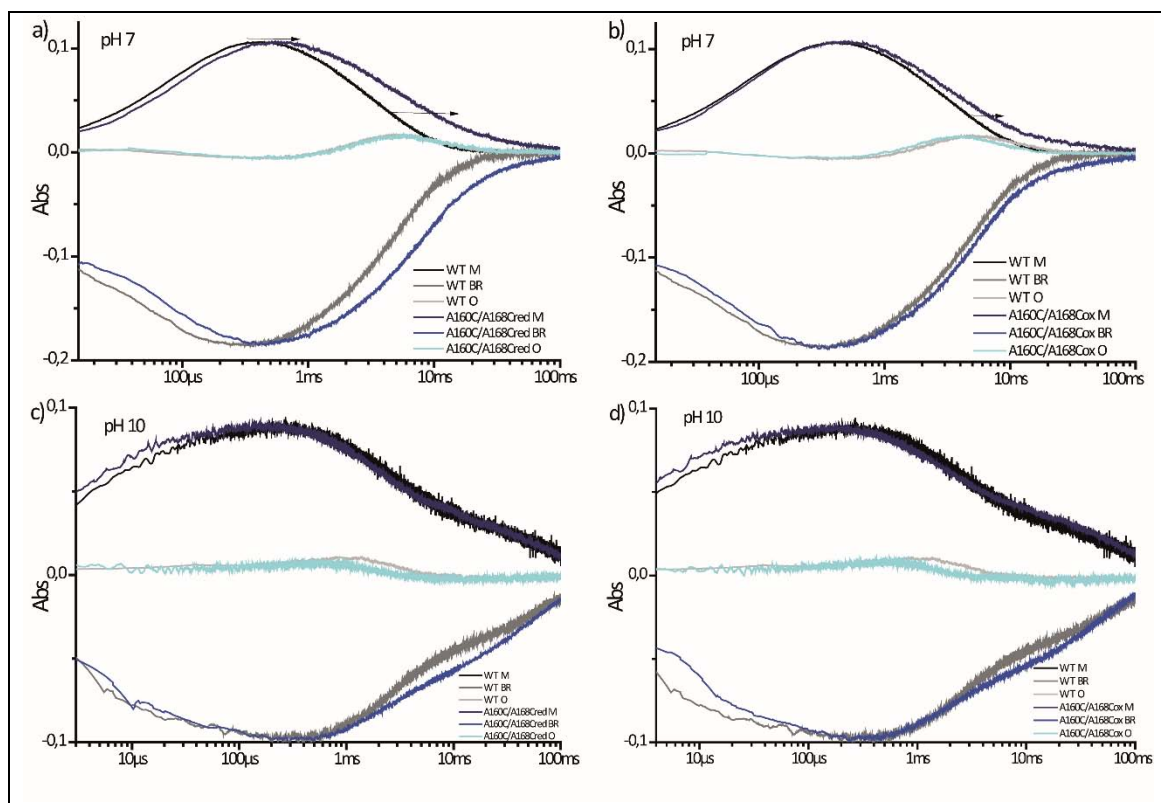 a)
pH 7
0,1
0,0
-0,1
-0,2
Abs
WT M
WT BR
WT O
A160C/A168Cred M
A160C/A168Cred BR
A160C/A168Cred O
100µs
1ms
10ms
100ms
b)
pH 7
0,1
0,0
-0,1
-0,2
Abs
WT M
WT BR
WT O
A160C/A168Cox M
A160C/A168Cox BR
A160C/A168Cox O
100µs
1ms
10ms
100ms
c)
pH 10
0,1
0,0
-0,1
Abs
WT M
WT BR
WT O
A160C/A168Cred M
A160C/A168Cred BR
A160C/A168Cred O
10µs
100µs
1ms
10ms
100ms
d)
pH 10
0,1
0,0
-0,1
Abs
WT M
WT BR
WT O
A160C/A168Cox M
A160C/A168Cox BR
A160C/A168Cox O
10µs
100µs
1ms
10ms
100ms